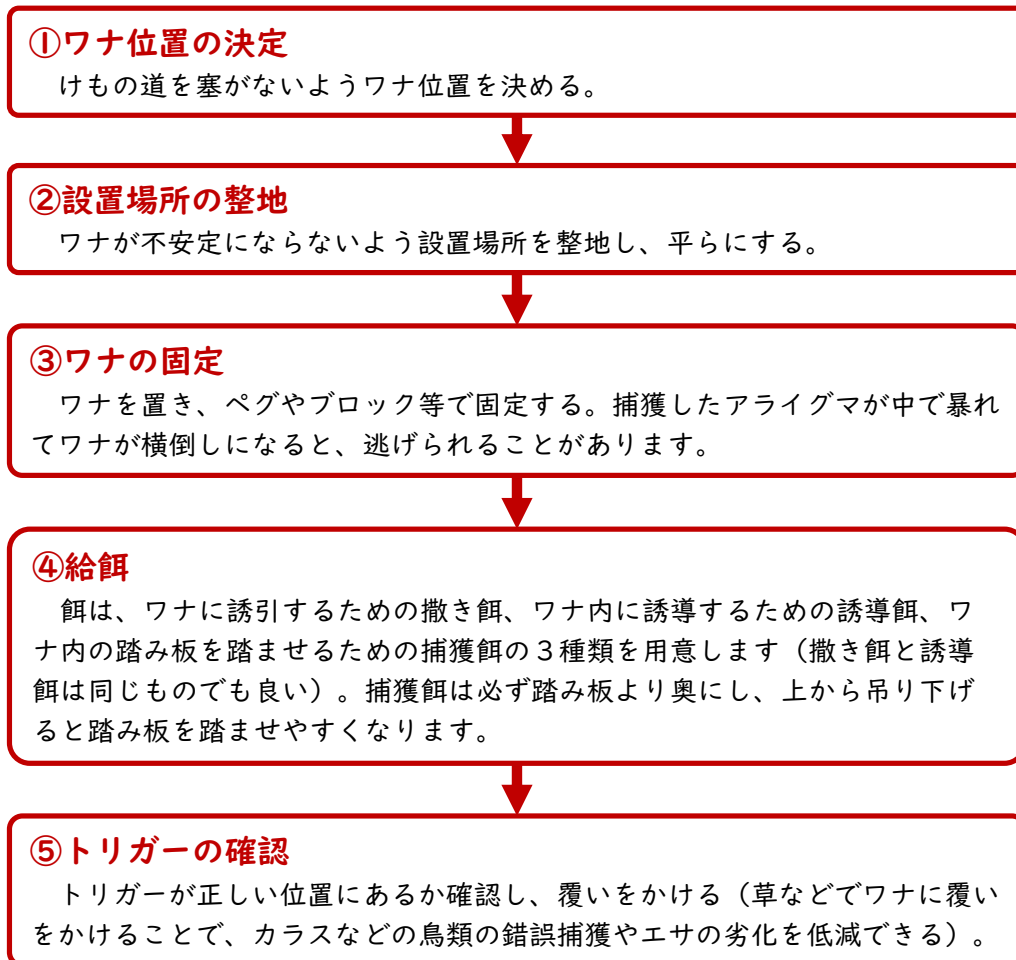 ①ワナ位置の決定
けもの道を塞がないようワナ位置を決める。
②設置場所の整地
ワナが不安定にならないよう設置場所を整地し、平らにする。
③ワナの固定
ワナを置き、ペグやブロック等で固定する。捕獲したアライグマが中で暴れ
てワナが横倒しになると、逃げられることがあります。
④給餌
餌は、ワナに誘引するための撒き餌、ワナ内に誘導するための誘導餌、ワ
ナ内の踏み板を踏ませるための捕獲餌の３種類を用意します（撒き餌と誘導
餌は同じものでも良い）。捕獲餌は必ず踏み板より奥にし、上から吊り下げ
ると踏み板を踏ませやすくなります。
⑤トリガーの確認
トリガーが正しい位置にあるか確認し、覆いをかける（草などでワナに覆い
をかけることで、カラスなどの鳥類の錯誤捕獲やエサの劣化を低減できる）。